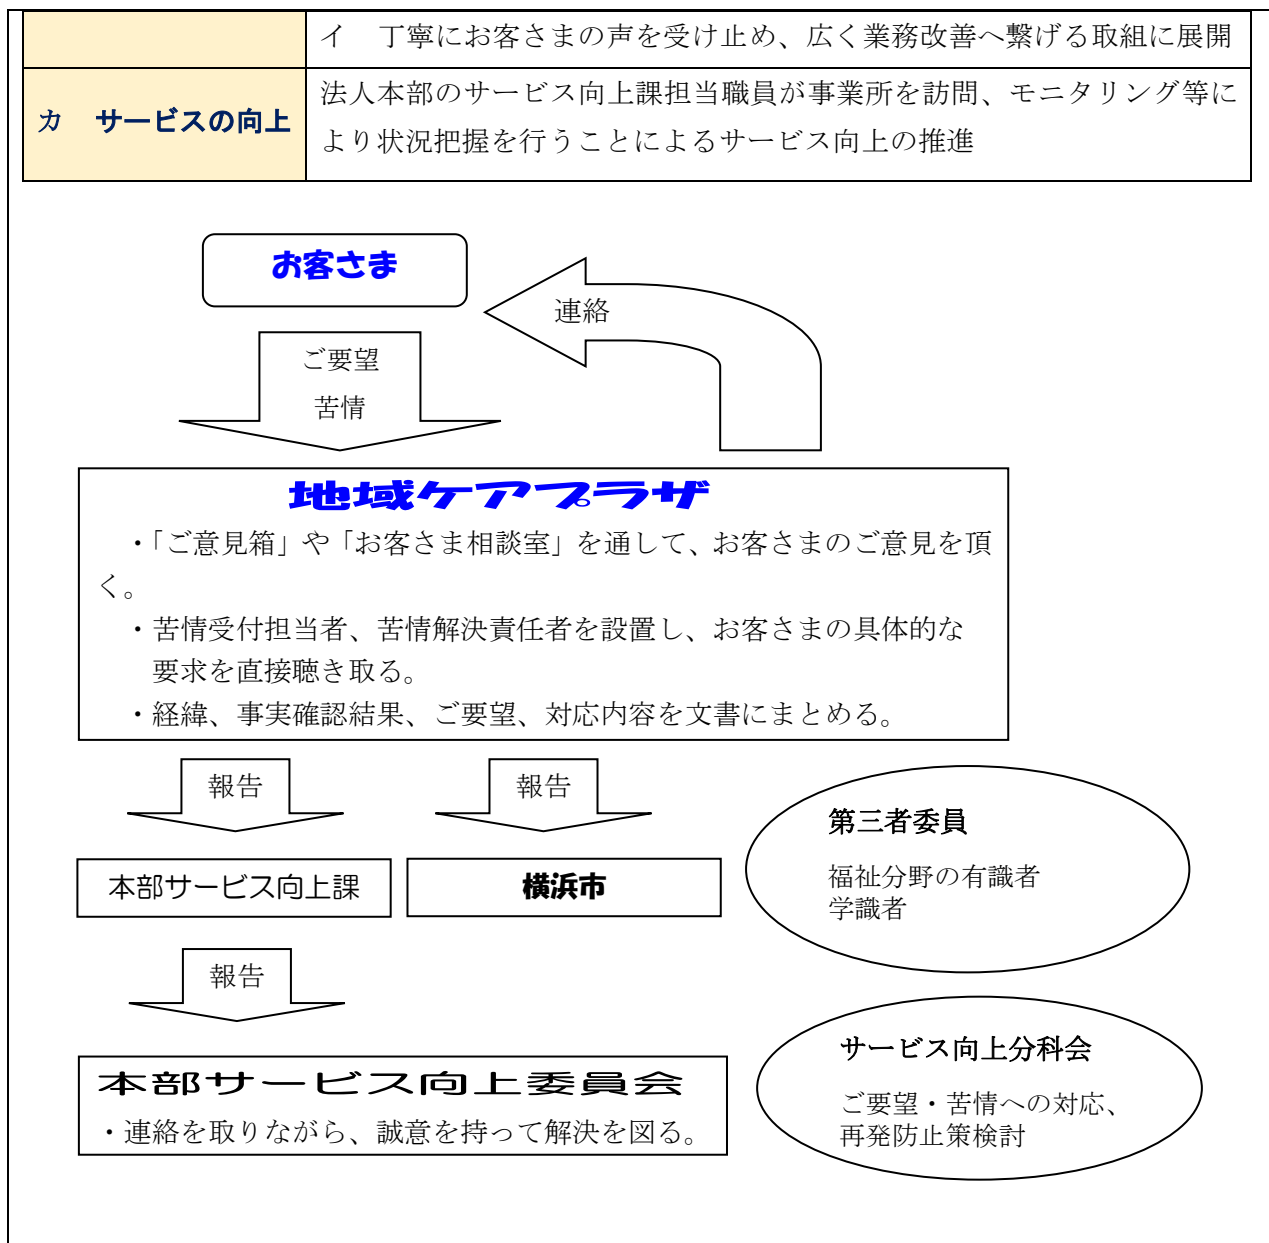 イ　丁寧にお客さまの声を受け止め、広く業務改善へ繋げる取組に展開
カ　サービスの向上
法人本部のサービス向上課担当職員が事業所を訪問、モニタリング等に
より状況把握を行うことによるサービス向上の推進
お客さま
連絡
ご要望
苦情
地域ケアプラザ
・「ご意見箱」や「お客さま相談室」を通して、お客さまのご意見を頂
く。
・苦情受付担当者、苦情解決責任者を設置し、お客さまの具体的な
要求を直接聴き取る。
・経緯、事実確認結果、ご要望、対応内容を文書にまとめる。
報告
報告
第三者委員
福祉分野の有識者
学識者
本部サービス向上課
横浜市
報告
サービス向上分科会
ご要望・苦情への対応、
再発防止策検討
本部サービス向上委員会
・連絡を取りながら、誠意を持って解決を図る。